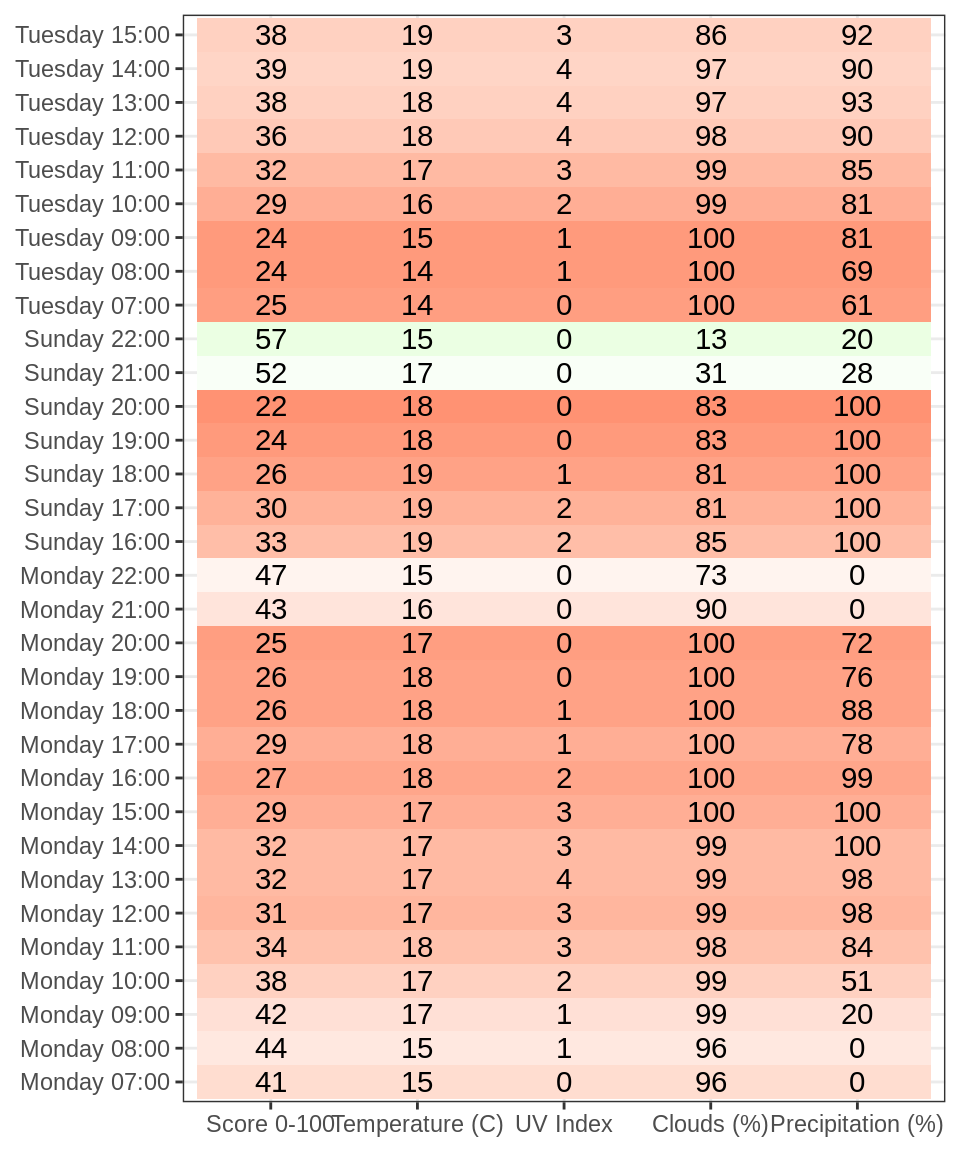 Tuesday 15:00 38 19 3 86 92
Tuesday 14:00 39 19 4 97 90
Tuesday 13:00 38 18 4 97 93
Tuesday 12:00 36 18 4 98 90
Tuesday 11:00 32 17 3 99 85
Tuesday 10:00 29 16 2 99 81
Tuesday 09:00 24 15 1 100 81
Tuesday 08:00 24 14 1 100 69
Tuesday 07:00 25 14 0 100 61
Sunday 22:00 57 15 0 13 20
Sunday 21:00 52 17 0 31 28
Sunday 20:00 22 18 0 83 100
Sunday 19:00 24 18 0 83 100
Sunday 18:00 26 19 1 81 100
Sunday 17:00 30 19 2 81 100
Sunday 16:00 33 19 2 85 100
Monday 22:00 47 15 0 73 0
Monday 21:00 43 16 0 90 0
Monday 20:00 25 17 0 100 72
Monday 19:00 26 18 0 100 76
Monday 18:00 26 18 1 100 88
Monday 17:00 29 18 1 100 78
Monday 16:00 27 18 2 100 99
Monday 15:00 29 17 3 100 100
Monday 14:00 32 17 3 99 100
Monday 13:00 32 17 4 99 98
Monday 12:00 31 17 3 99 98
Monday 11:00 34 18 3 98 84
Monday 10:00 38 17 2 99 51
Monday 09:00 42 17 1 99 20
Monday 08:00 44 15 1 96 0
Monday 07:00 41 15 0 96 0
Score 0-100 Temperature (C) UV Index Clouds (%) Precipitation (%)